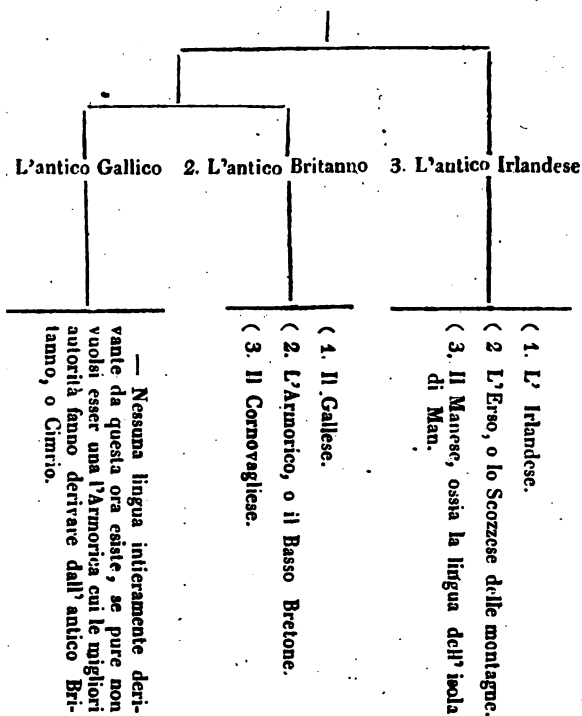 L'antico Gallico
2. L'antico Britanno
3. L'antico Irlandese
— Nessuna lingua intieramente deri-
vante da questa ora esiste, se pure non
vuolsi esser una l'Armorica cui le migliori
autorità fanno derivare dall' antico Bri-
tanno, o Cimrio.
( 1. Il Gallese.
( 2. L'Armorico, o il Basso Bretone.
( 3. Il Cornovagliese.
( 1. L' Irlandese.
( 2 L'Erso, o lo Scozzese delle montagne.
( 3. Il Manese, ossia la lingua dell' isola
di Man.